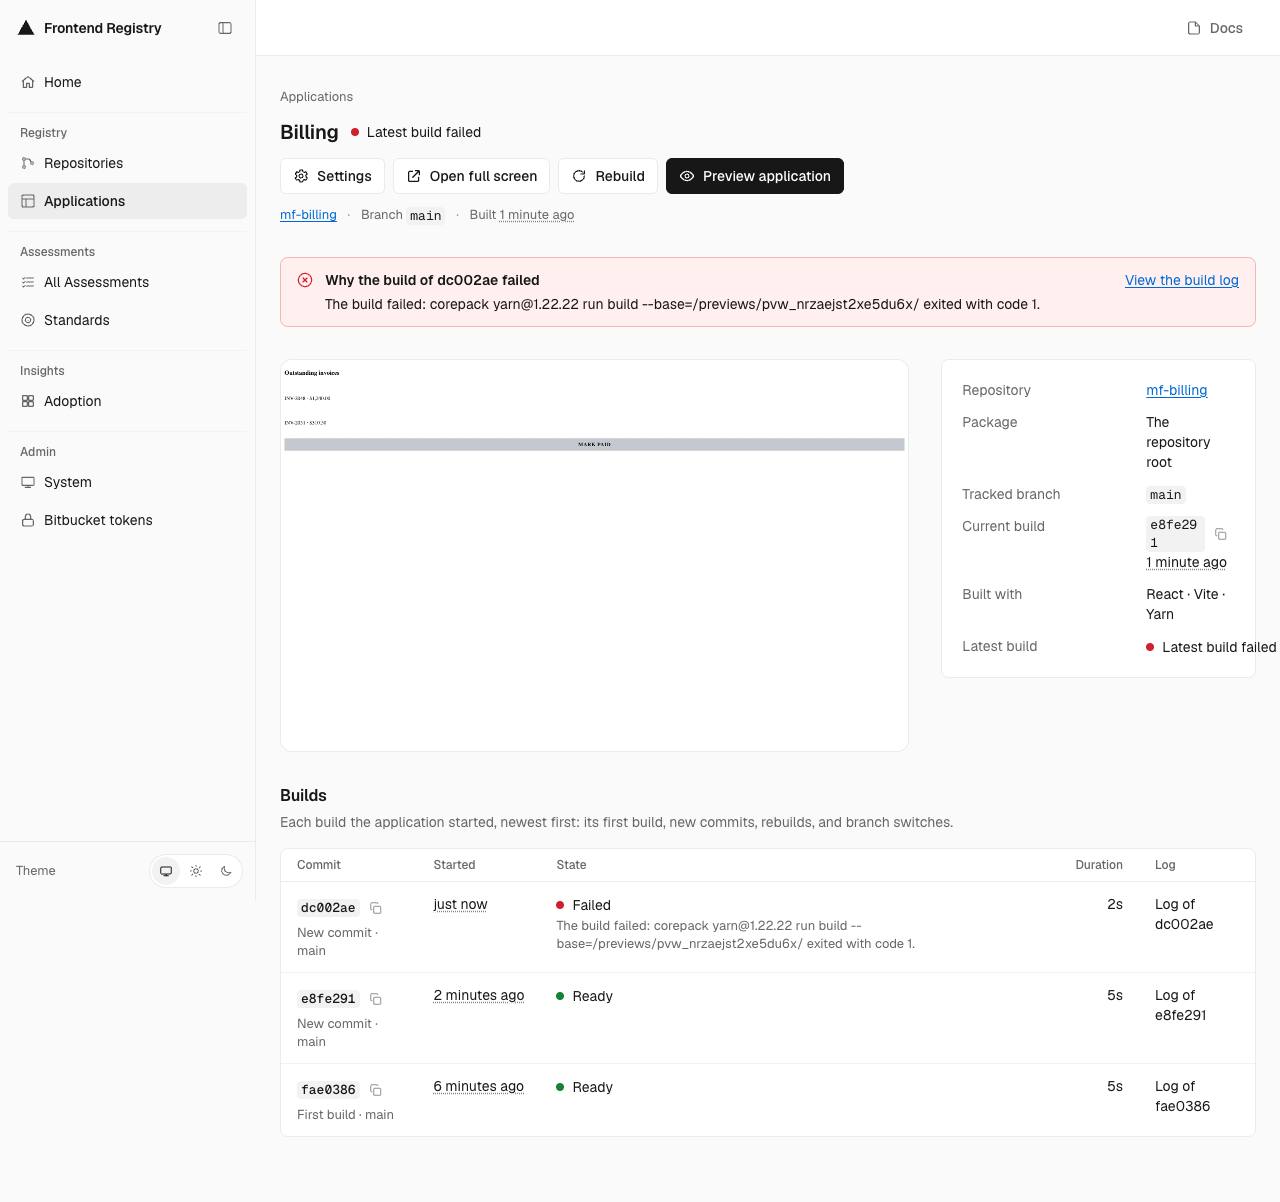 Frontend Registry
Docs
Home
Registry
Repositories
Applications
Assessments
All Assessments
Standards
Insights
Adoption
Admin
System
Bitbucket tokens
Theme
Applications
Billing
Latest build failed
Settings
Open full screen
Rebuild
Preview application
mf-billing · Branch main · Built 1 minute ago
Why the build of dc002ae failed
View the build log
The build failed: corepack yarn@1.22.22 run build --base=/previews/pvw_nrzaejst2xe5du6x/ exited with code 1.
Outstanding invoices
MARK PAID
Repository
mf-billing
Package
The
repository
root
Tracked branch
main
Current build
e8fe29
1
1 minute ago
Built with
React · Vite ·
Yarn
Latest build
Latest build failed
Builds
Each build the application started, newest first: its first build, new commits, rebuilds, and branch switches.
Commit
Started
State
Duration
Log
dc002ae
New commit ·
main
just now
Failed
The build failed: corepack yarn@1.22.22 run build --
base=/previews/pvw_nrzaejst2xe5du6x/ exited with code 1.
2s
Log of
dc002ae
e8fe291
New commit ·
main
2 minutes ago
Ready
5s
Log of
e8fe291
fae0386
First build · main
6 minutes ago
Ready
5s
Log of
fae0386